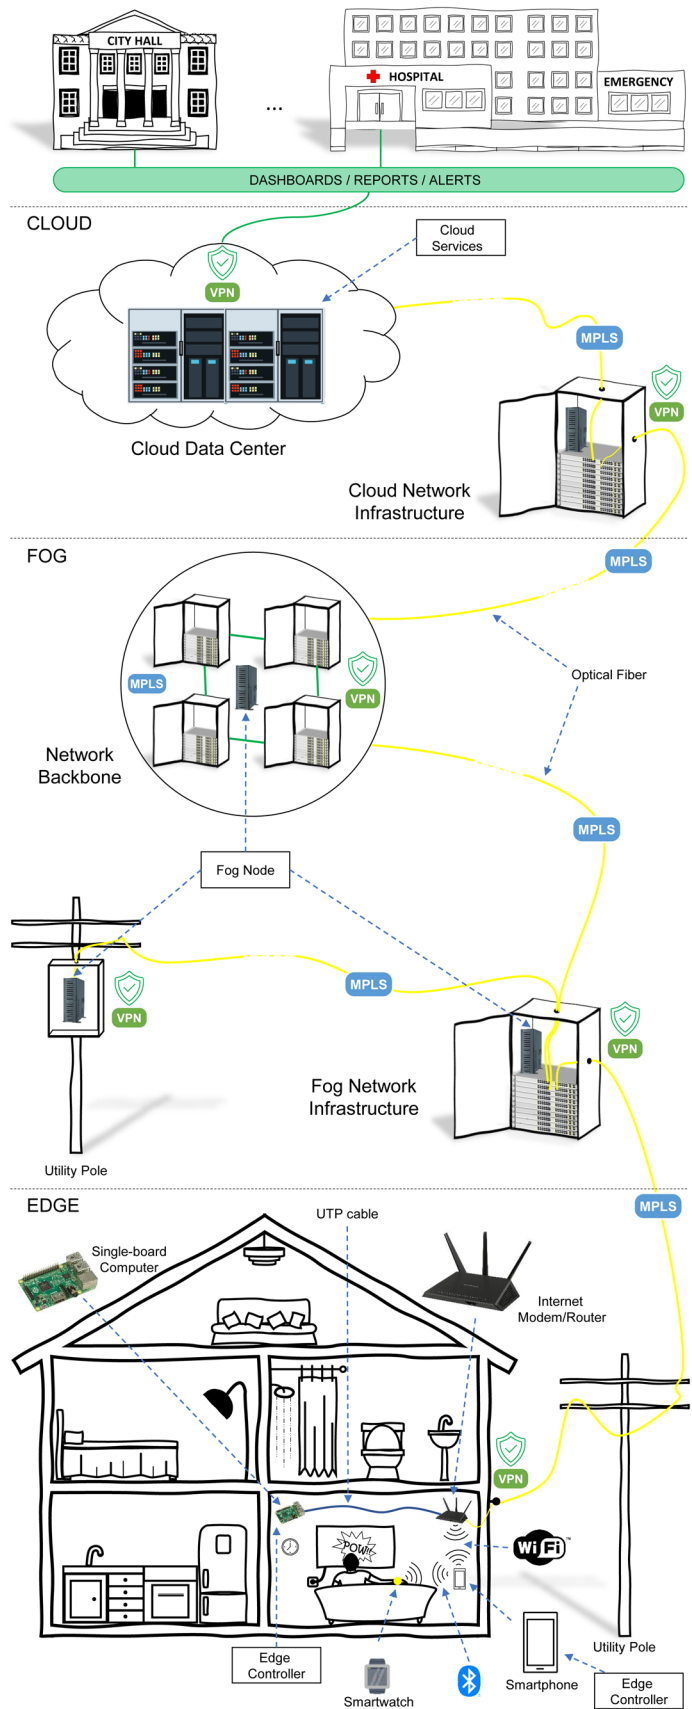 CITY HALL
HOSPITAL
EMERGENCY
...
DASHBOARDS / REPORTS / ALERTS
CLOUD
Cloud
Services
VPN
MPLS
VPN
Cloud Data Center
Cloud Network
Infrastructure
FOG
MPLS
MPLS
VPN
Optical Fiber
Network
Backbone
MPLS
Fog Node
MPLS
VPN
VPN
Fog Network
Infrastructure
Utility Pole
EDGE
MPLS
UTP cable
Single-board
Computer
Internet
Modem/Router
VPN
POW!!
Wi Fi™
Utility Pole
Edge
Controller
Smartwatch
Smartphone
Edge
Controller